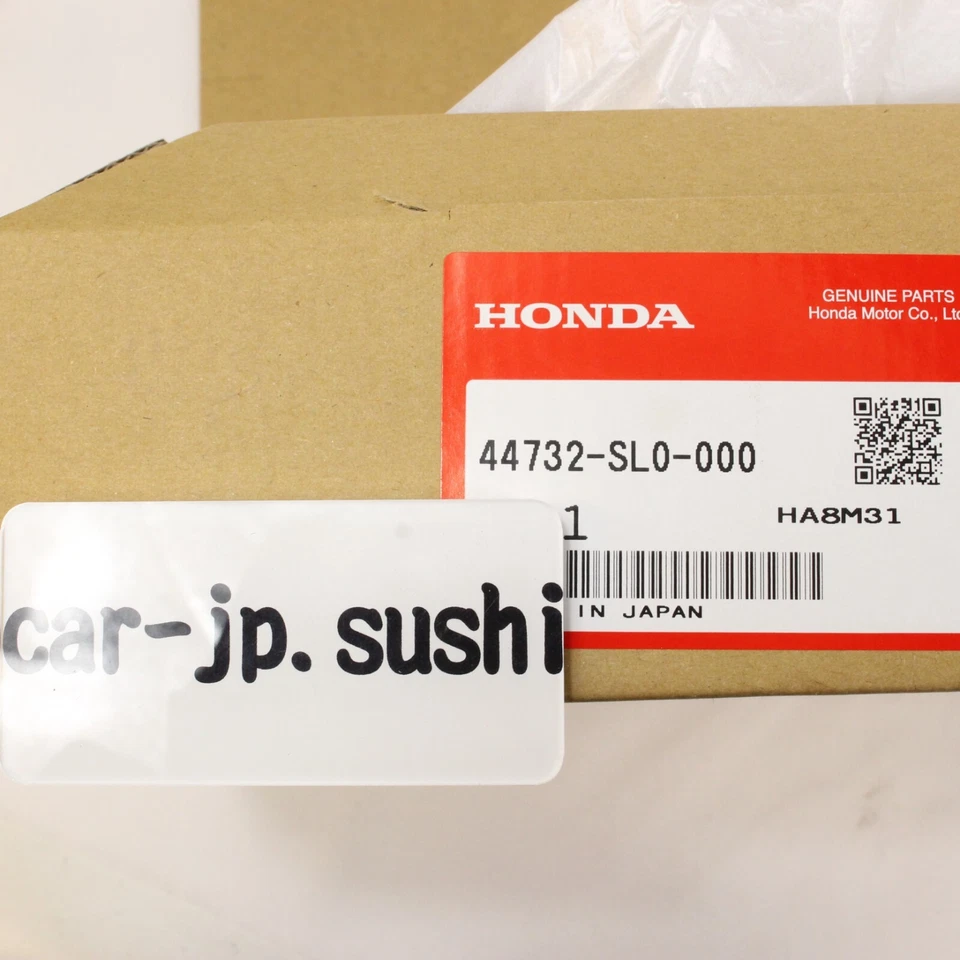 HONDA
GENUINE PARTS
Honda Motor Co., Ltd
44732-SL0-000
1
HA8M31
IN JAPAN
car-jp.sushi